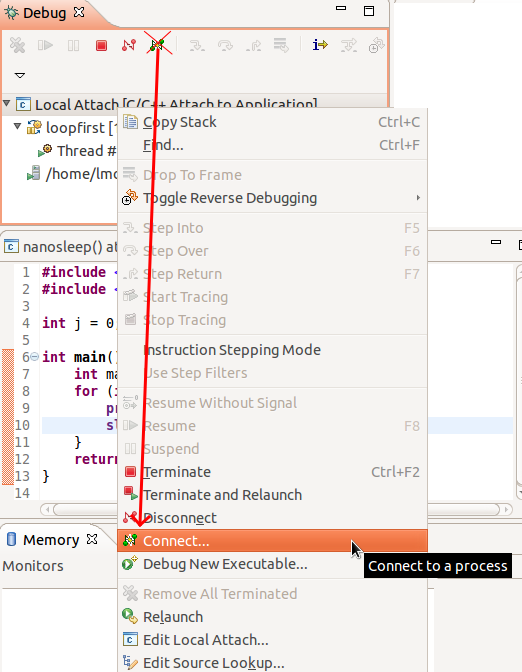 Debug
Local Attach [C/C++ Attach to Application]
loopfirst [
Thread #
/home/lmc
Copy Stack Ctrl+C
Find... Ctrl+F
Drop To Frame
Toggle Reverse Debugging
Step Into F5
Step Over F6
Step Return F7
Start Tracing
Stop Tracing
Instruction Stepping Mode
Use Step Filters
Resume Without Signal
Resume F8
Suspend
Terminate Ctrl+F2
Terminate and Relaunch
Disconnect
Connect...
Connect to a process
Debug New Executable...
Remove All Terminated
Relaunch
Edit Local Attach...
Edit Source Lookup...
nanosleep() at
1 #include <
2 #include <
3
4 int j = 0
5
6 int main()
7 int ma
8 for (i
9 pr
10 sl
11 }
12 return
13 }
14
Memory
Monitors